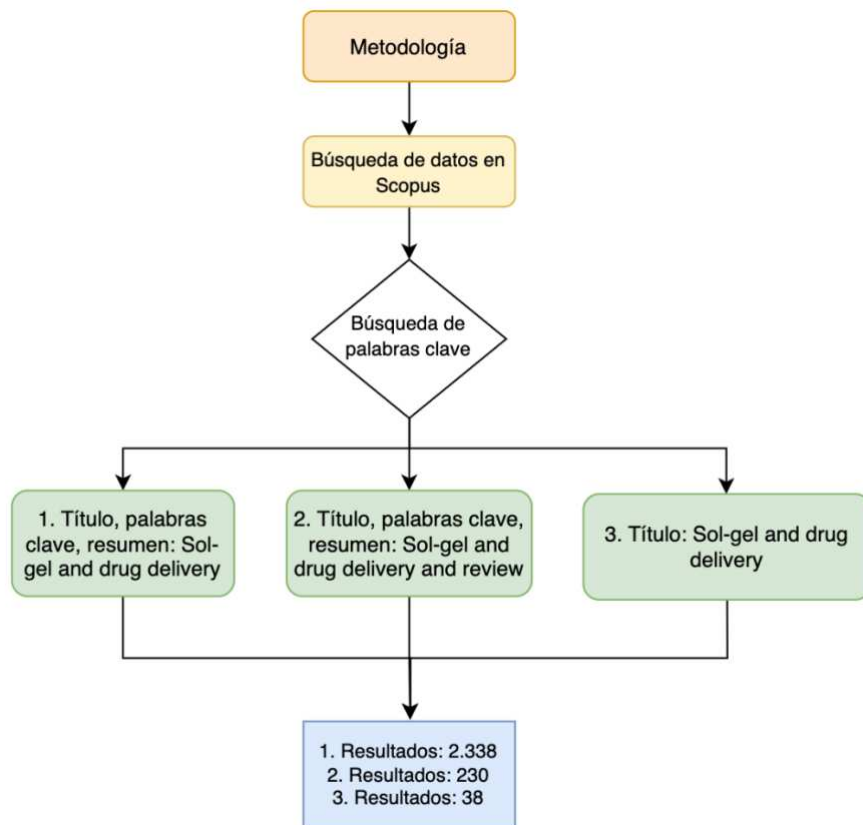 Metodología
Búsqueda de datos en
Scopus
Búsqueda de
palabras clave
1. Título, palabras
clave, resumen: Sol-
gel and drug delivery
2. Título, palabras clave,
resumen: Sol-gel and
drug delivery and review
3. Título: Sol-gel and drug
delivery
1. Resultados: 2.338
2. Resultados: 230
3. Resultados: 38